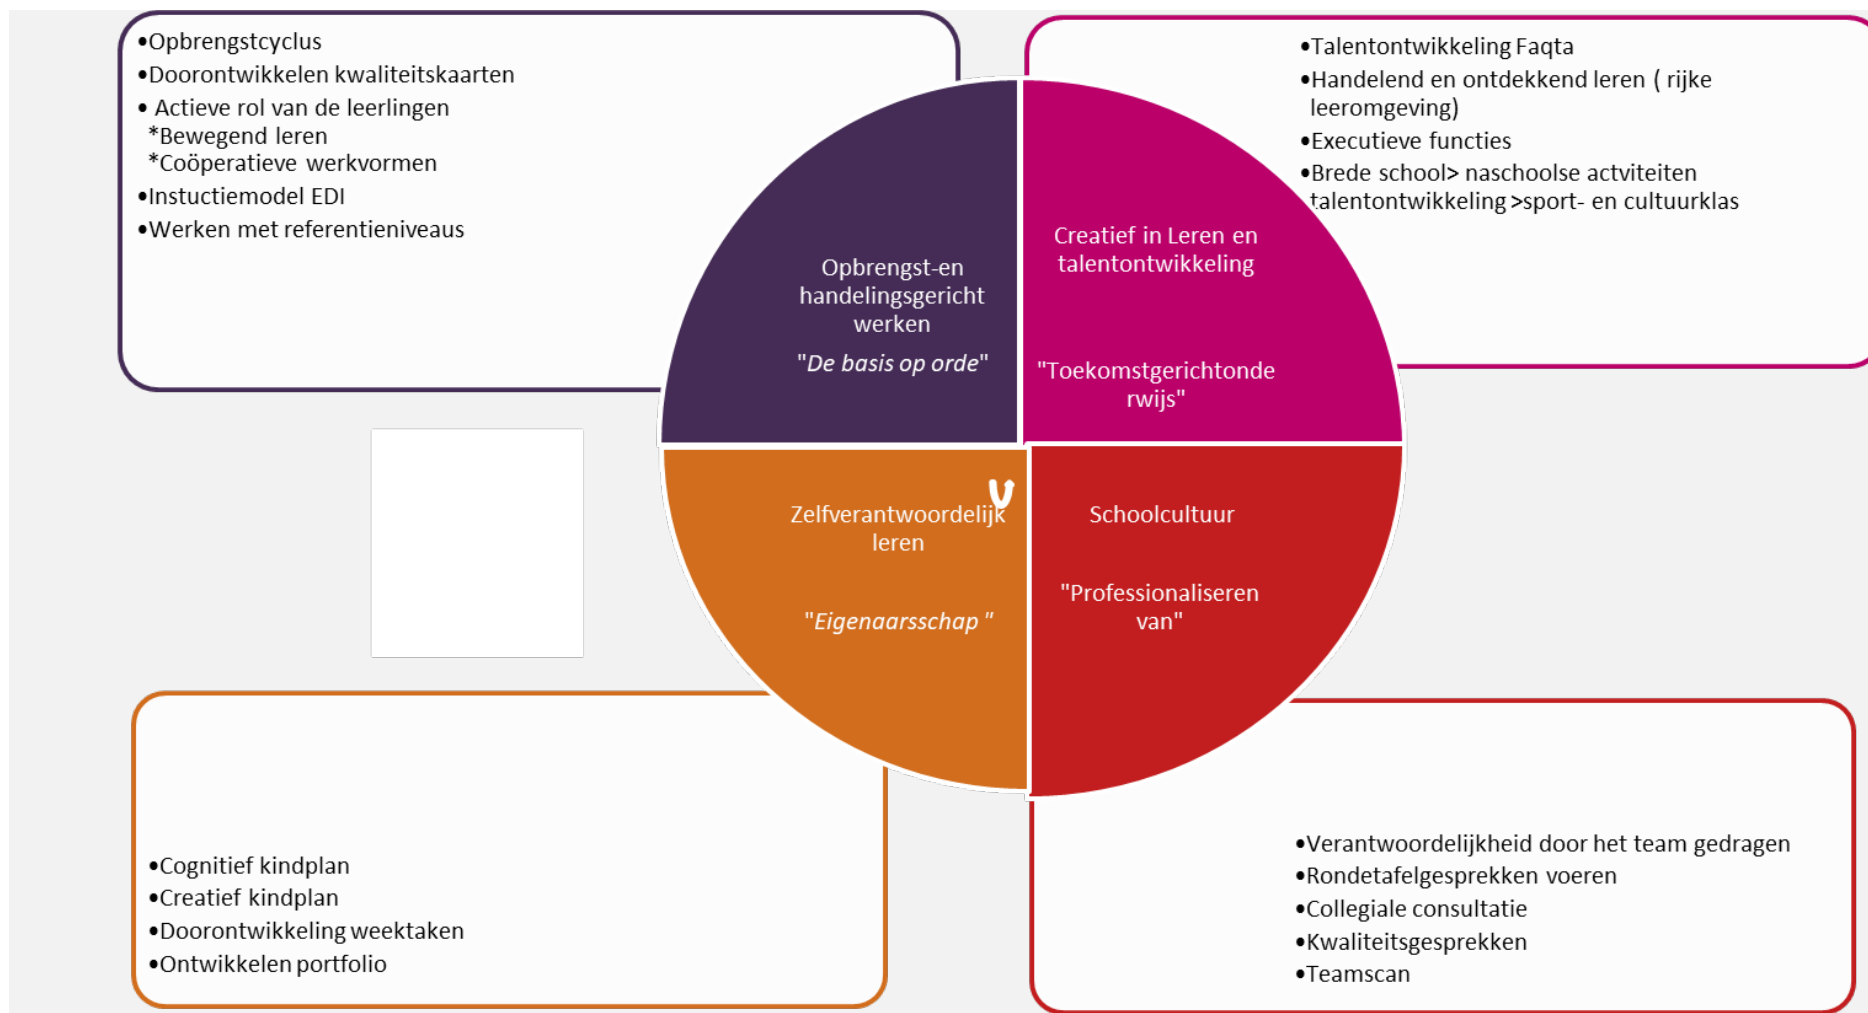 •Opbrengstcyclus
•Doorontwikkelen kwaliteitskaarten
• Actieve rol van de leerlingen
*Bewegend leren
*Coöperatieve werkvormen
•Instuctiemodel EDI
•Werken met referentieniveaus
•Talentontwikkeling Faqta
•Handelend en ontdekkend leren ( rijke
leeromgeving)
•Executieve functies
•Brede school> naschoolse actviteiten
talentontwikkeling >sport- en cultuurklas
Opbrengst-en
handelingsgericht
werken
"De basis op orde"
Creatief in Leren en
talentontwikkeling
"Toekomstgerichtonde
rwijs"
Zelfverantwoordelijk
leren
"Eigenaarsschap "
Schoolcultuur
"Professionaliseren
van"
•Cognitief kindplan
•Creatief kindplan
•Doorontwikkeling weektaken
•Ontwikkelen portfolio
•Verantwoordelijkheid door het team gedragen
•Rondetafelgesprekken voeren
•Collegiale consultatie
•Kwaliteitsgesprekken
•Teamscan